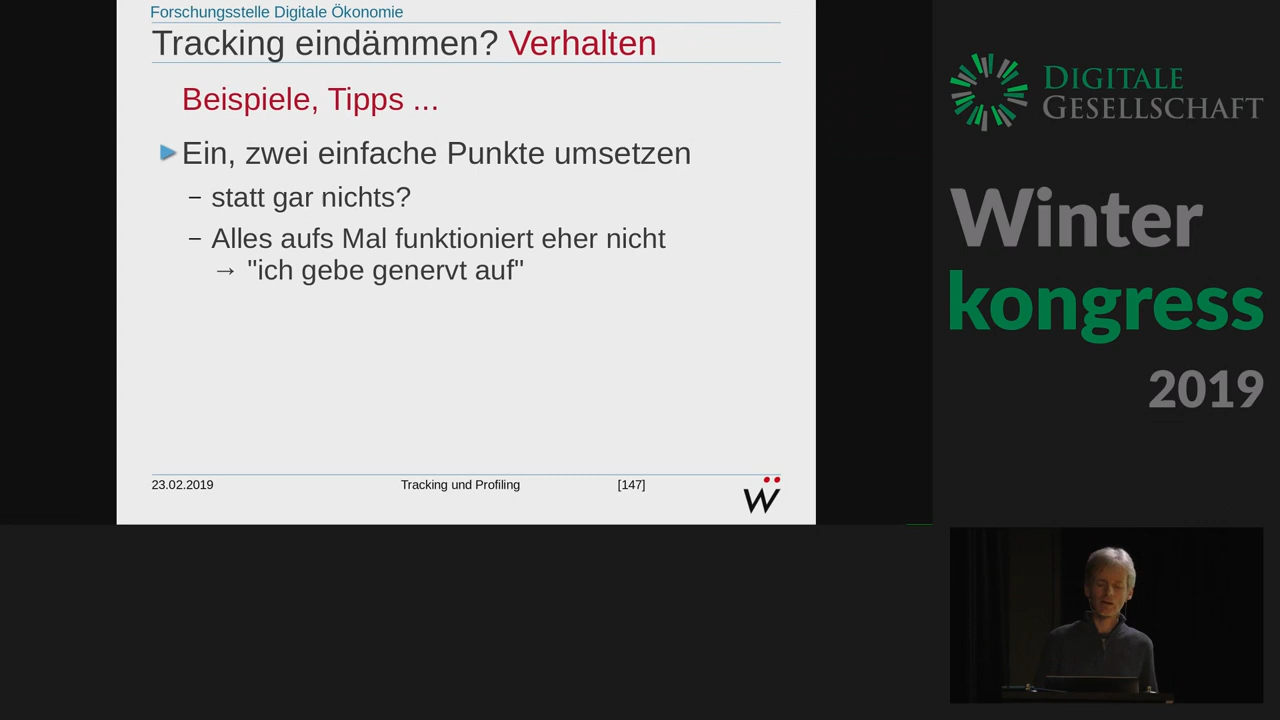 Forschungsstelle Digitale Ökonomie
Tracking eindämmen? Verhalten
Beispiele, Tipps ...
Ein, zwei einfache Punkte umsetzen
– statt gar nichts?
– Alles aufs Mal funktioniert eher nicht
→ "ich gebe genervt auf"
23.02.2019 Tracking und Profiling [147]
DIGITALE
GESELLSCHAFT
Winter
kongress
2019